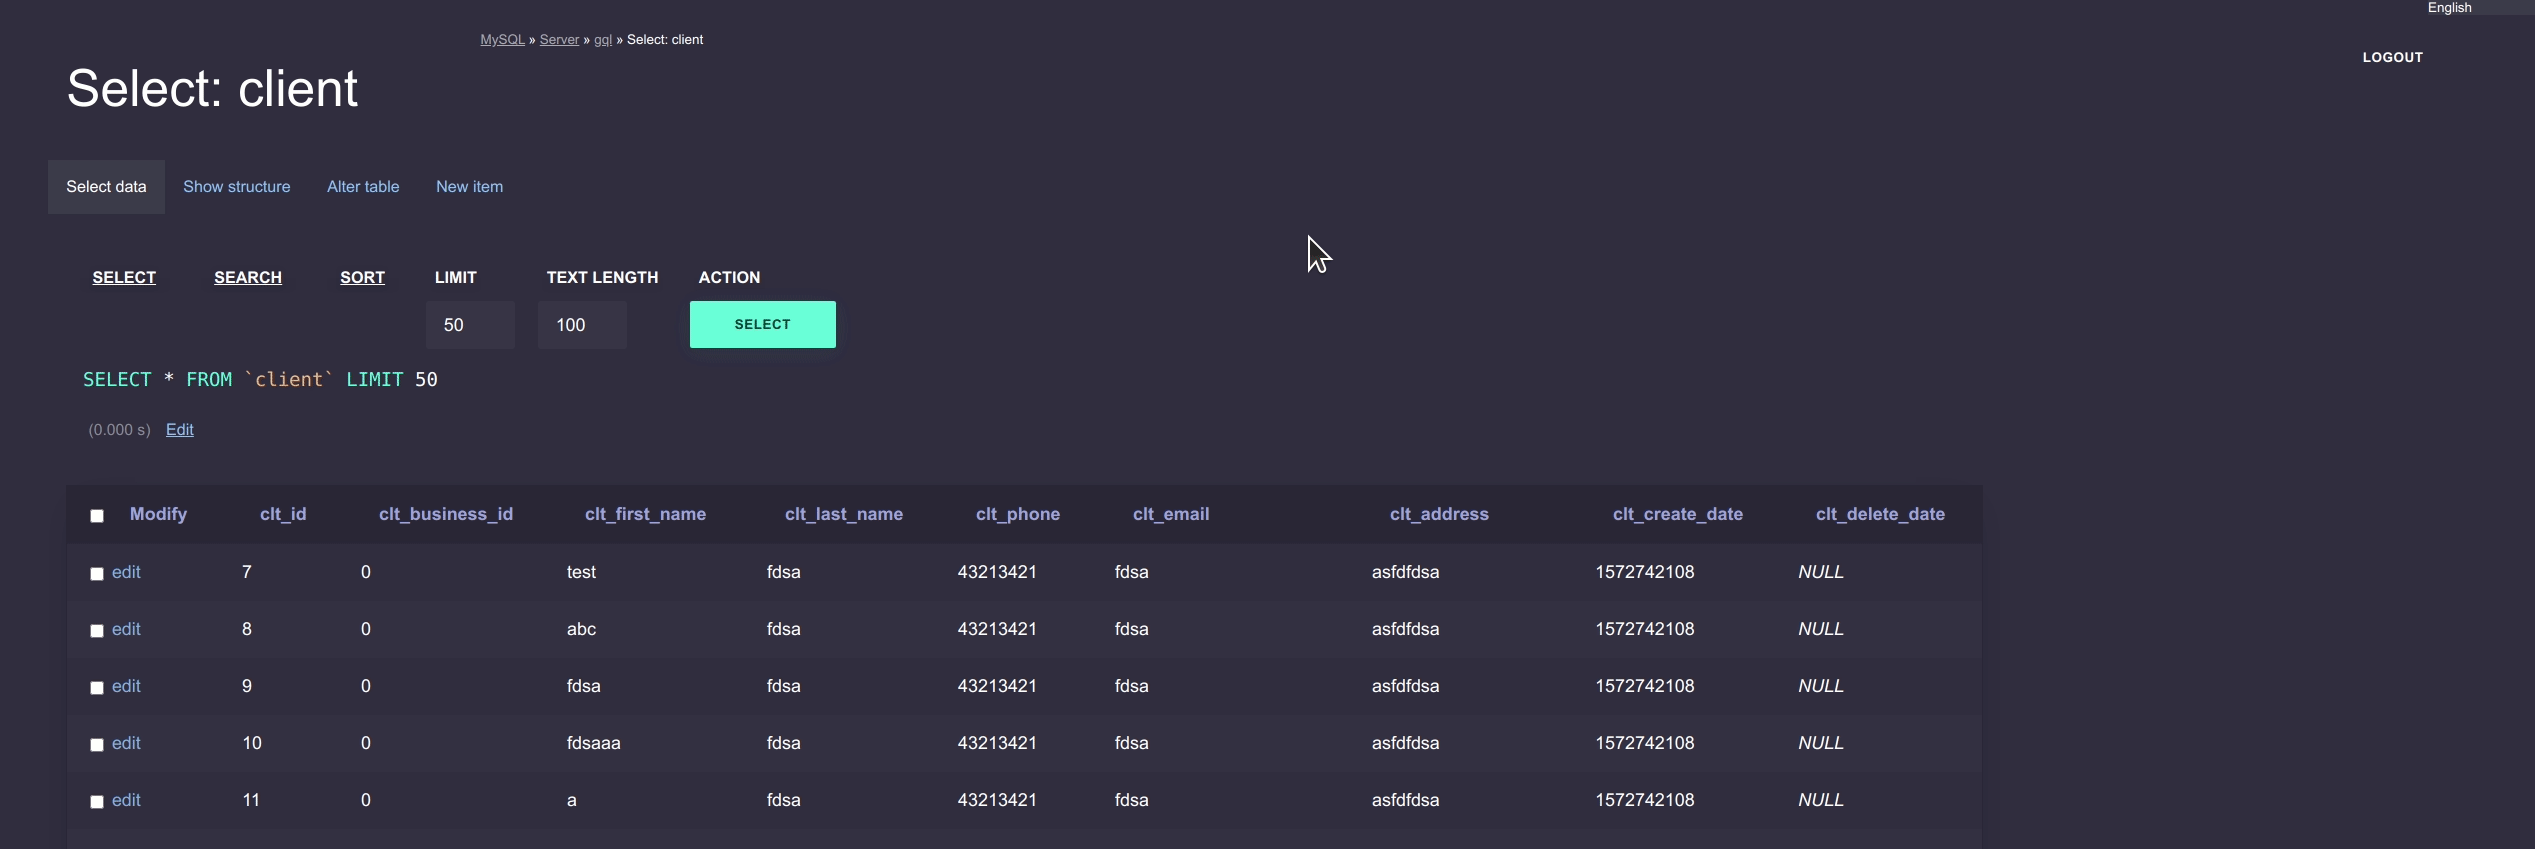 English
MySQL » Server » gql » Select: client
LOGOUT
Select: client
Select data Show structure Alter table New item
SELECT SEARCH SORT LIMIT TEXT LENGTH ACTION
50 100 SELECT
SELECT * FROM `client` LIMIT 50
(0.000 s) Edit
Modify clt_id clt_business_id clt_first_name clt_last_name clt_phone clt_email clt_address clt_create_date clt_delete_date
edit 7 0 test fdsa 43213421 fdsa asfdfdsa 1572742108 NULL
edit 8 0 abc fdsa 43213421 fdsa asfdfdsa 1572742108 NULL
edit 9 0 fdsa fdsa 43213421 fdsa asfdfdsa 1572742108 NULL
edit 10 0 fdsaaa fdsa 43213421 fdsa asfdfdsa 1572742108 NULL
edit 11 0 a fdsa 43213421 fdsa asfdfdsa 1572742108 NULL